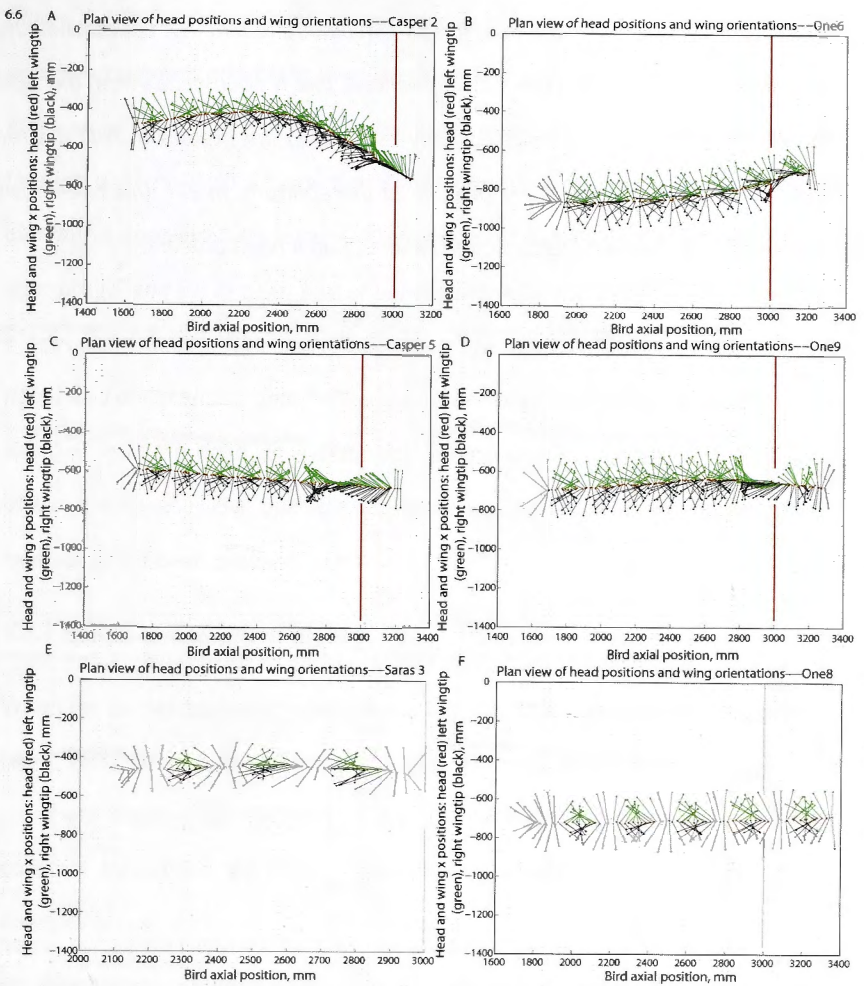 6.6
A
Plan view of head positions and wing orientations––Casper 2
Head and wing x positions: head (red) left wingtip
(green), right wingtip (black), mm
0
−200
−400
−600
−800
−1000
−1200
−1400
1400 1600 1800 2000 2200 2400 2600 2800 3000 3200
Bird axial position, mm
B
Plan view of head positions and wing orientations––One6
Head and wing x positions: head (red) left wingtip
(green), right wingtip (black), mm
0
−200
−400
−600
−800
−1000
−1200
−1400
1600 1800 2000 2200 2400 2600 2800 3000 3200 3400
Bird axial position, mm
C
Plan view of head positions and wing orientations––Casper 5
Head and wing x positions: head (red) left wingtip
(green), right wingtip (black), mm
0
−200
−400
−600
−800
−1000
−1200
−1400
1400 1600 1800 2000 2200 2400 2600 2800 3000 3200 3400
Bird axial position, mm
D
Plan view of head positions and wing orientations––One9
Head and wing x positions: head (red) left wingtip
(green), right wingtip (black), mm
0
−200
−400
−600
−800
−1000
−1200
−1400
1600 1800 2000 2200 2400 2600 2800 3000 3200 3400
Bird axial position, mm
E
Plan view of head positions and wing orientations––Saras 3
Head and wing x positions: head (red) left wingtip
(green), right wingtip (black), mm
0
−200
−400
−600
−800
−1000
−1200
−1400
2000 2100 2200 2300 2400 2500 2600 2700 2800 2900 3000
Bird axial position, mm
F
Plan view of head positions and wing orientations––One8
Head and wing x positions: head (red) left wingtip
(green), right wingtip (black), mm
0
−200
−400
−600
−800
−1000
−1200
−1400
1600 1800 2000 2200 2400 2600 2800 3000 3200 3400
Bird axial position, mm